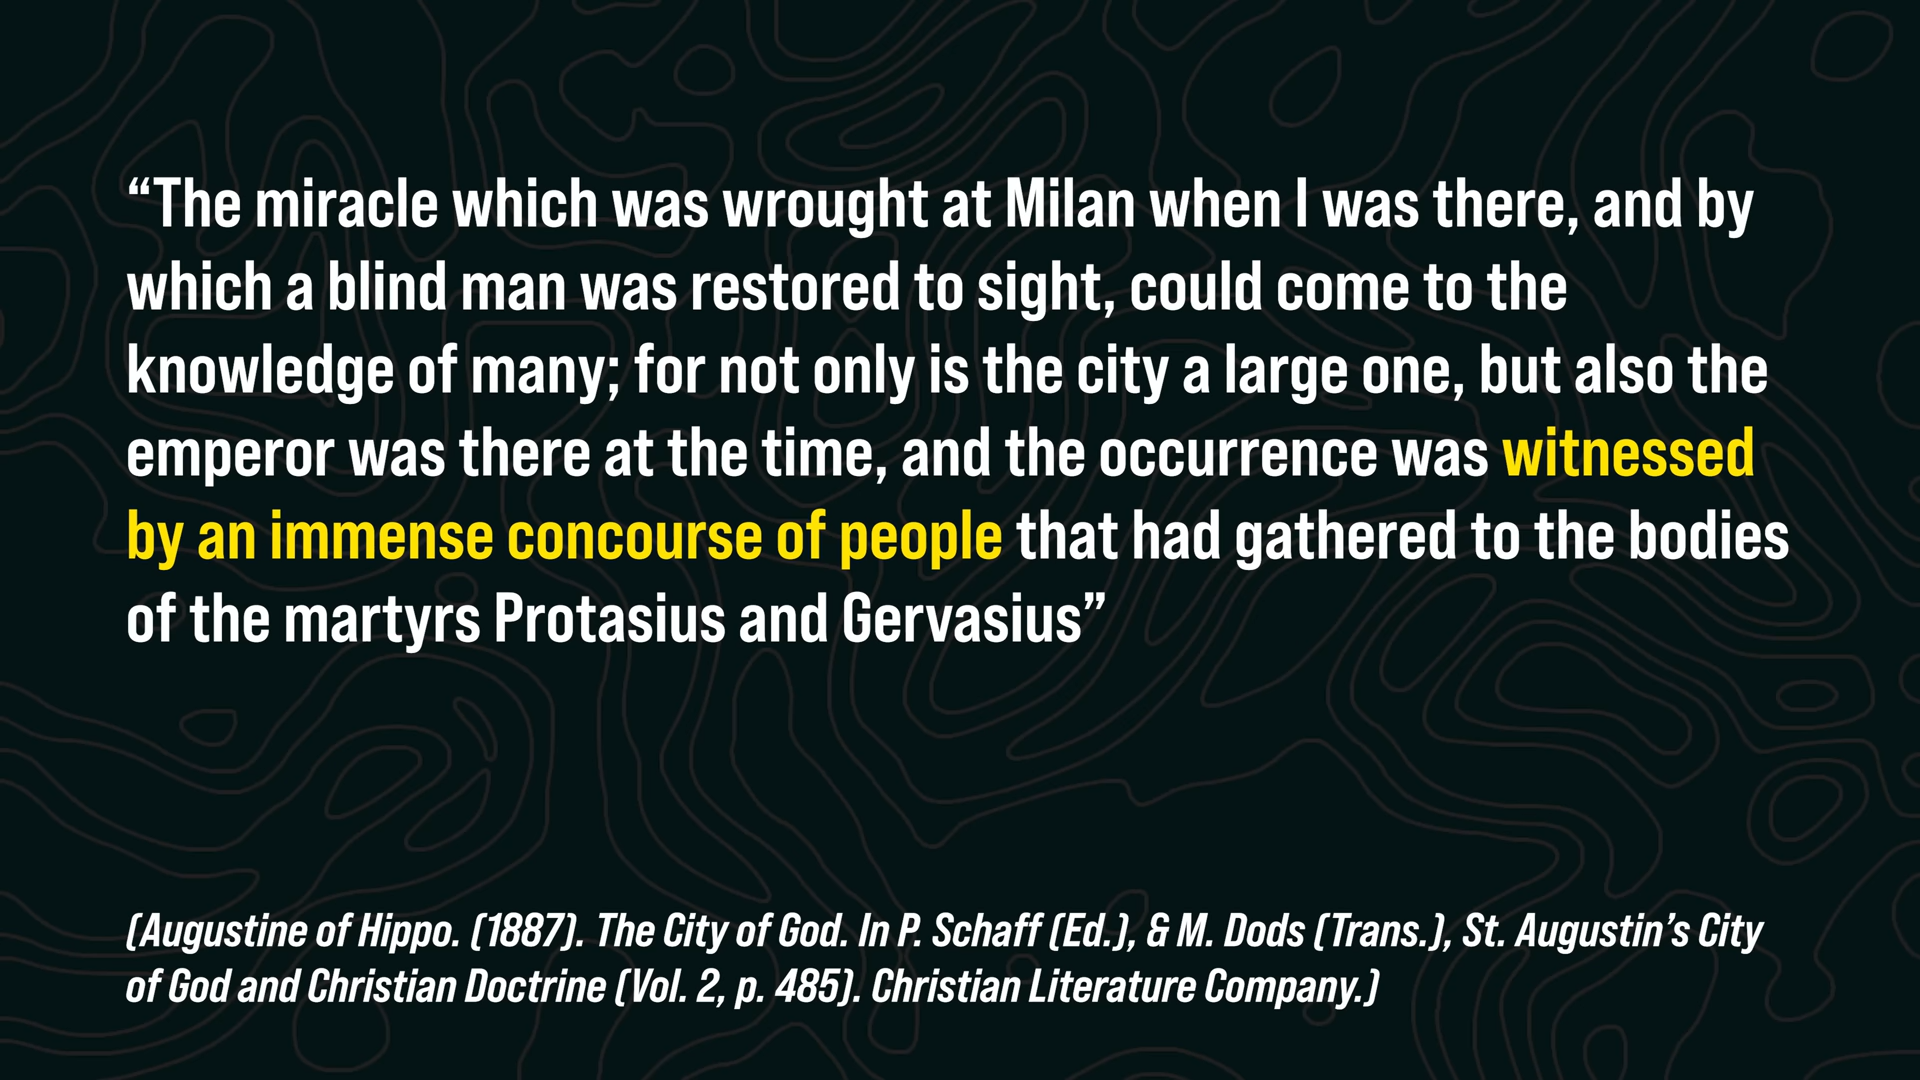 “The miracle which was wrought at Milan when I was there, and by
which a blind man was restored to sight, could come to the
knowledge of many; for not only is the city a large one, but also the
emperor was there at the time, and the occurrence was witnessed
by an immense concourse of people that had gathered to the bodies
of the martyrs Protasius and Gervasius”
(Augustine of Hippo. (1887). The City of God. In P. Schaff (Ed.), & M. Dods (Trans.), St. Augustin’s City
of God and Christian Doctrine (Vol. 2, p. 485). Christian Literature Company.)